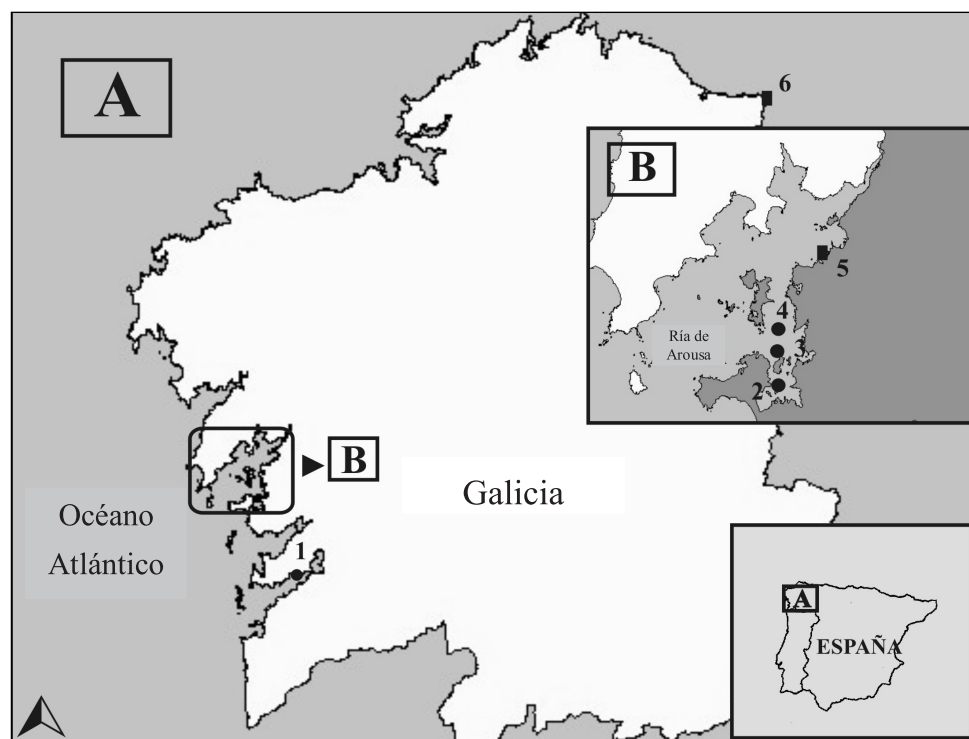 A
6
B
5
4
Ría de
Arousa
3
2
B
Galicia
Océano
Atlántico
1
A
ESPAÑA